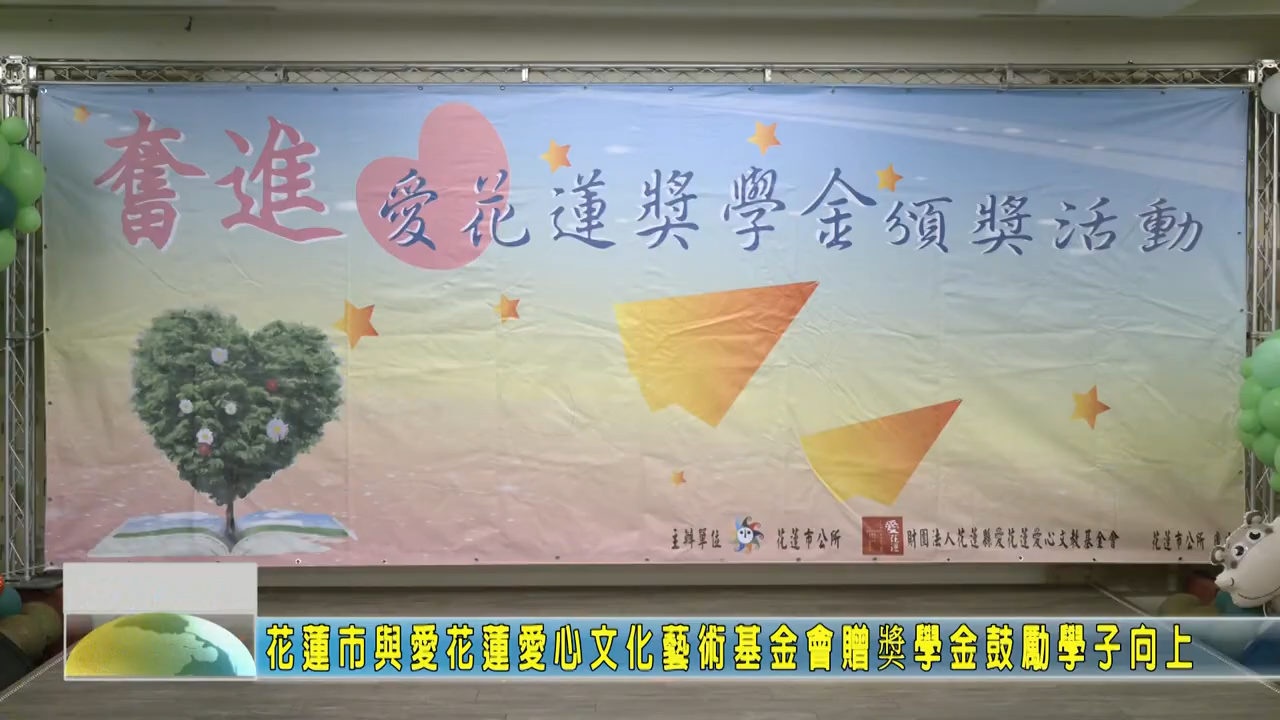 奮進 愛花蓮獎學金頒獎活動
主辦單位 花蓮市公所 愛花蓮 財團法人花蓮縣愛花蓮愛心文教基金會 花蓮市公所
花蓮市與愛花蓮愛心文化藝術基金會贈獎學金鼓勵學子向上